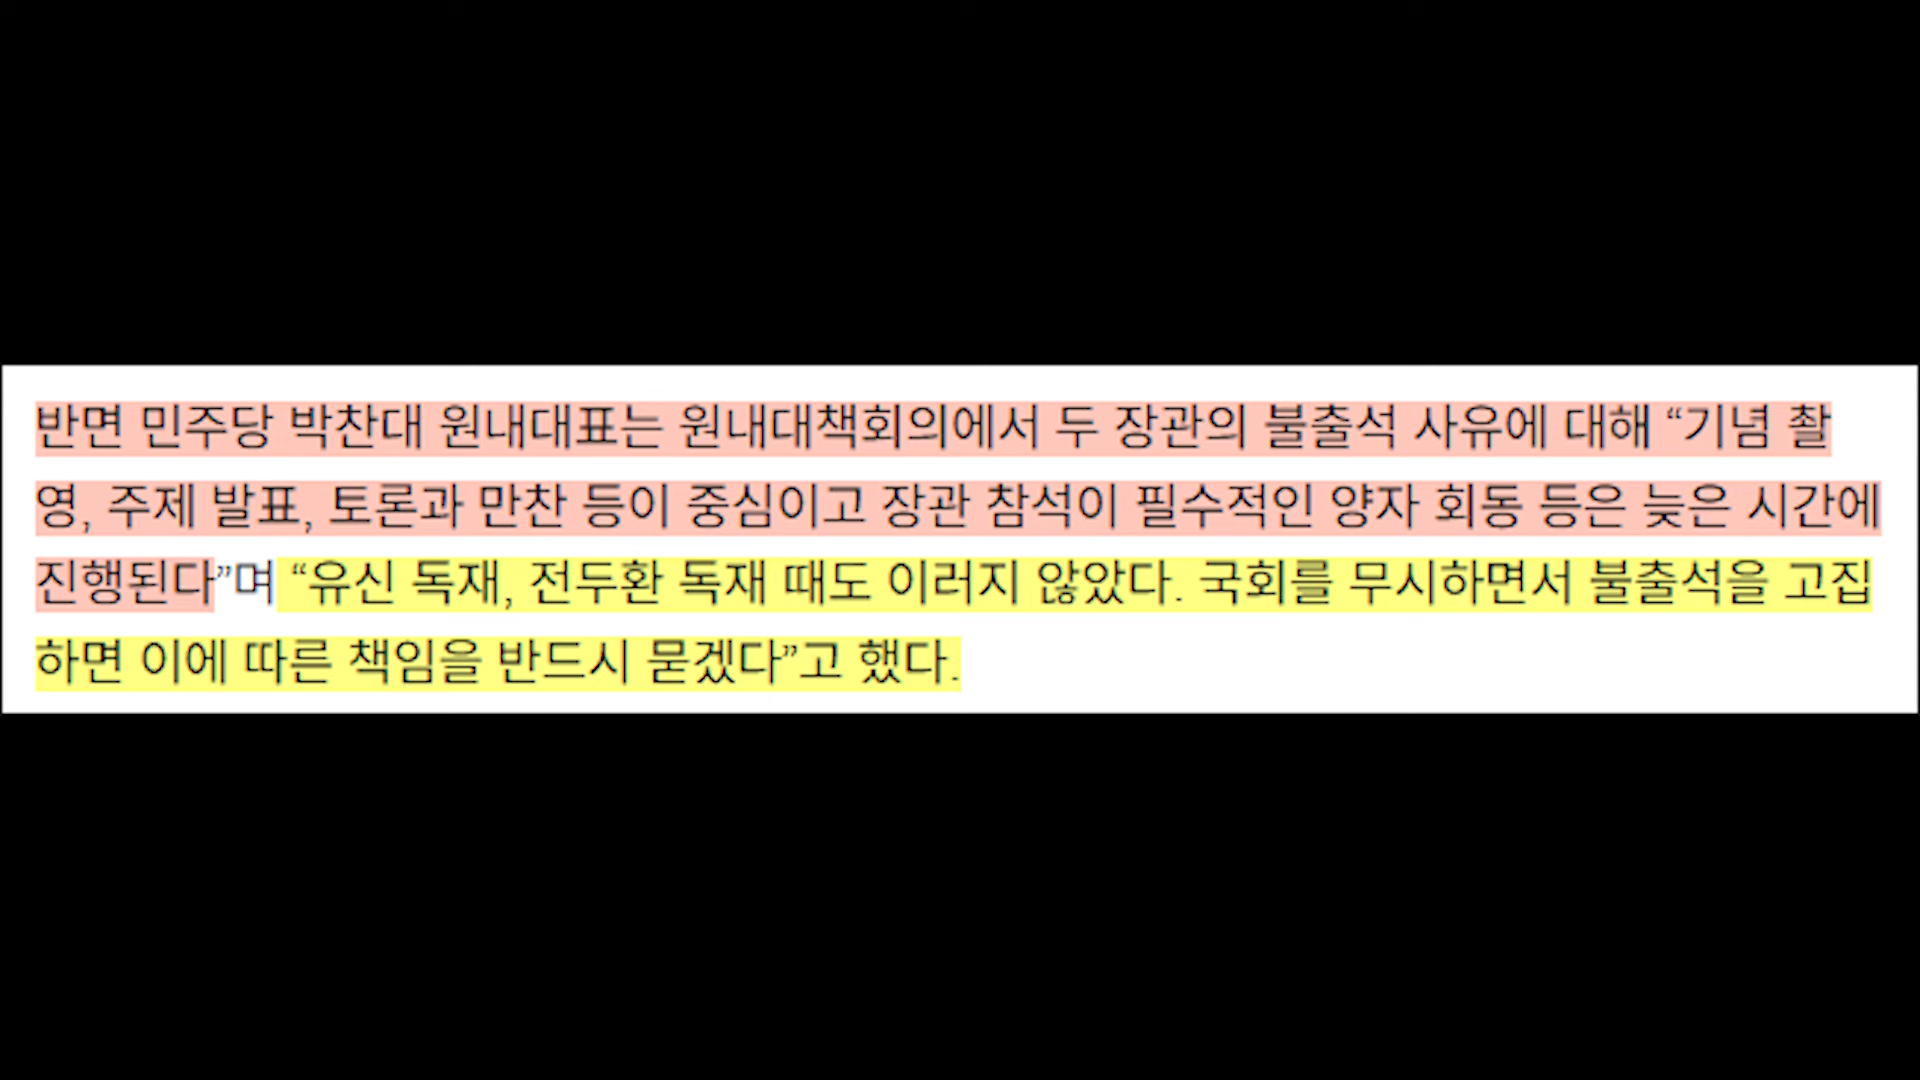 반면 민주당 박찬대 원내대표는 원내대책회의에서 두 장관의 불출석 사유에 대해 “기념 촬
영, 주제 발표, 토론과 만찬 등이 중심이고 장관 참석이 필수적인 양자 회동 등은 늦은 시간에
진행된다”며 “유신 독재, 전두환 독재 때도 이러지 않았다. 국회를 무시하면서 불출석을 고집
하면 이에 따른 책임을 반드시 묻겠다”고 했다.